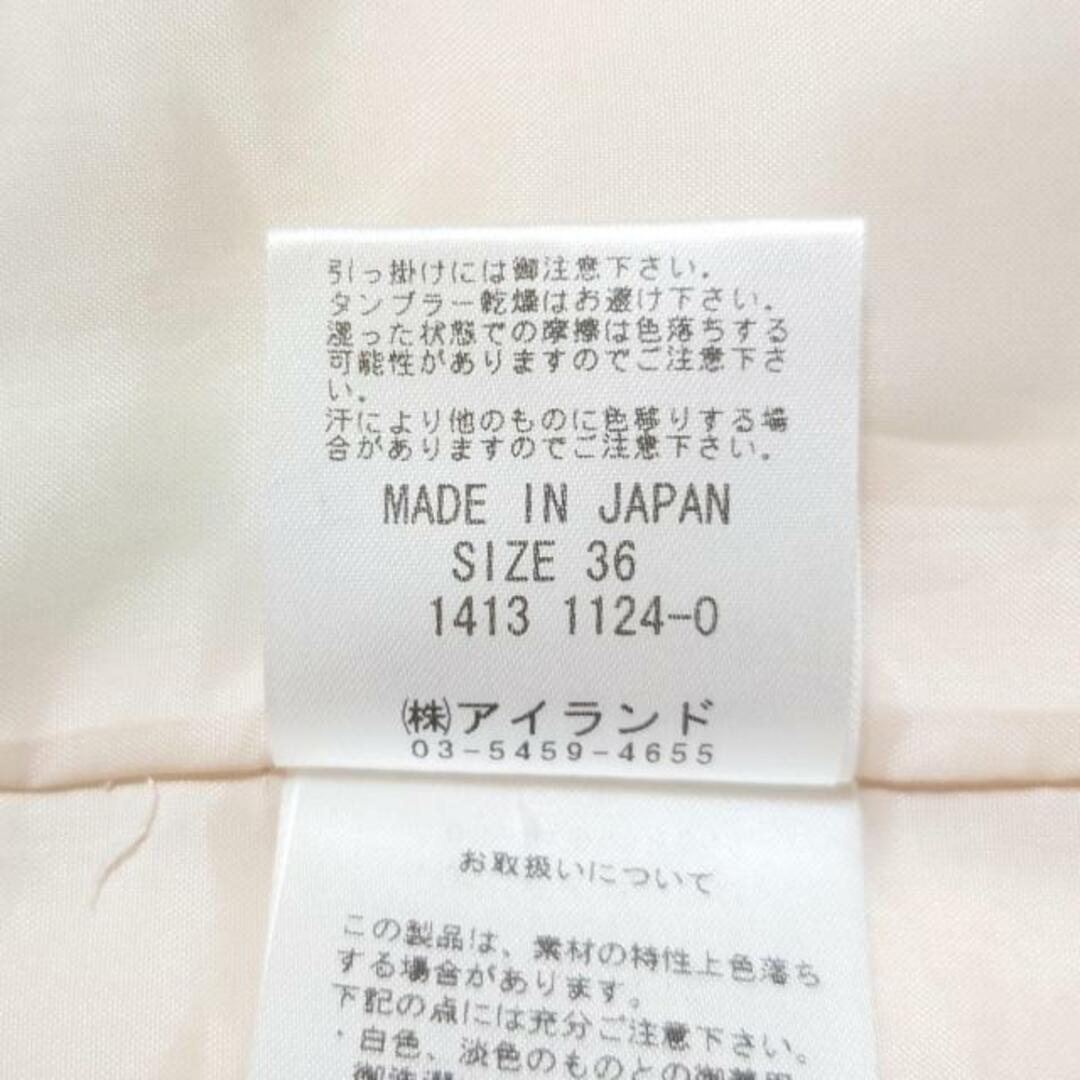 引っ掛けには御注意下さい。
タンブラー乾燥はお避け下さい。
湿った状態での摩擦は色落ちする
可能性がありますのでご注意下さ
い。
汗により他のものに色移りする場
合がありますのでご注意下さい。
MADE IN JAPAN
SIZE 36
1413 1124-0
㈱アイランド
03-5459-4655
お取扱いについて
この製品は、素材の特性上色落ち
する場合があります。
下記の点には充分ご注意下さい。
・白色、淡色のものとの御着用